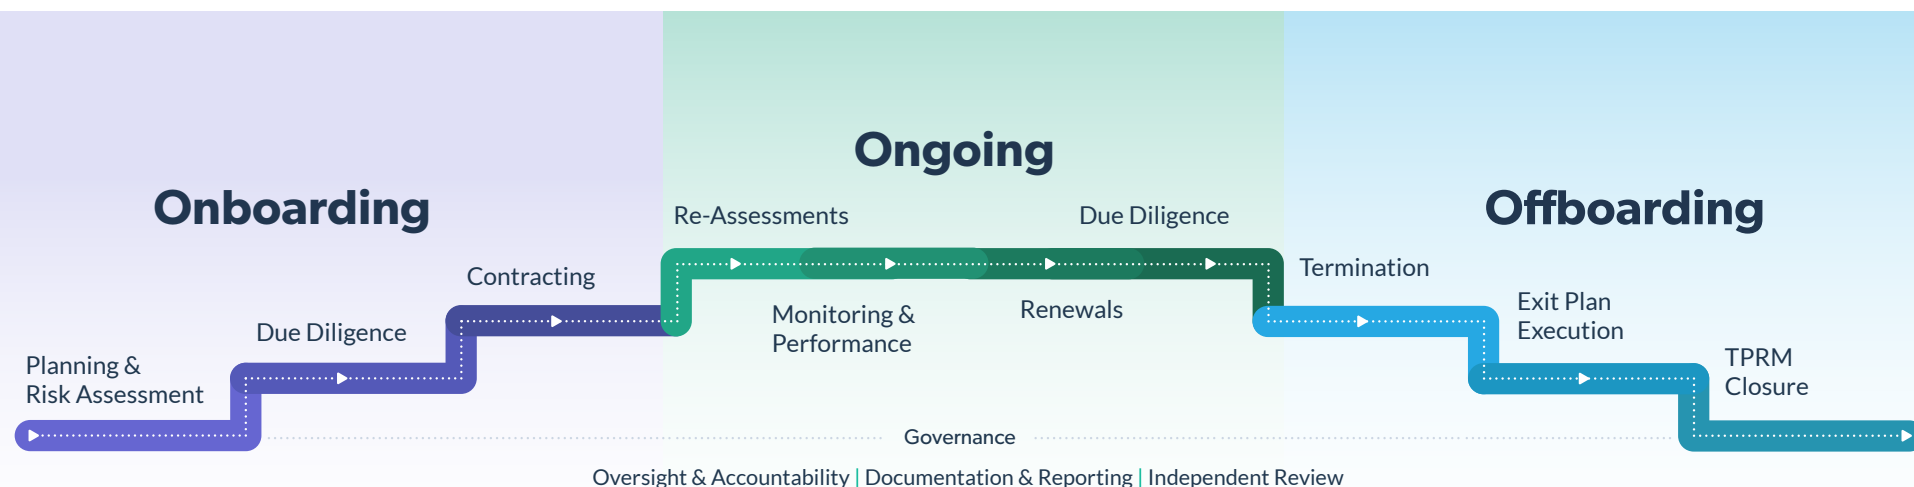 Onboarding
Planning &
Risk Assessment
Due Diligence
Contracting
Ongoing
Re-Assessments
Monitoring &
Performance
Renewals
Due Diligence
Offboarding
Termination
Exit Plan
Execution
TPRM
Closure
Governance
Oversight & Accountability | Documentation & Reporting | Independent Review